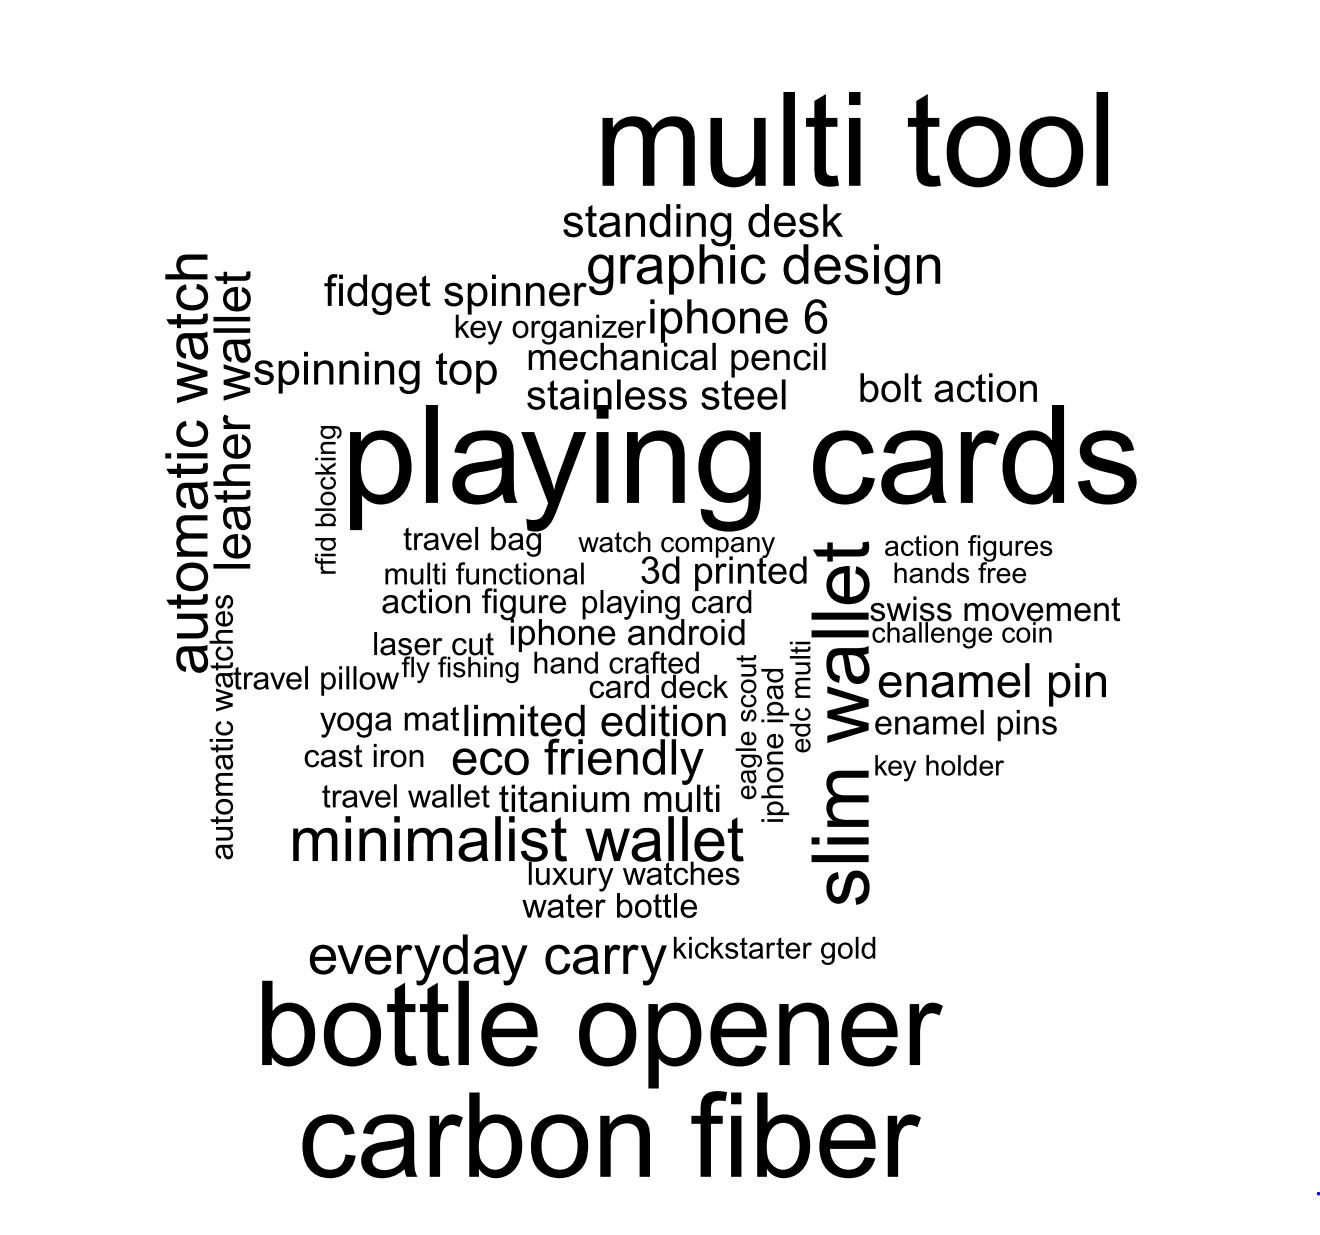 multi tool
standing desk
graphic design
fidget spinner
iphone 6
key organizer
mechanical pencil
spinning top
stainless steel
bolt action
automatic watch
leather wallet
rfid blocking
playing cards
travel bag
watch company
action figures
multi functional
3d printed
hands free
action figure
playing card
swiss movement
laser cut
iphone android
challenge coin
travel pillow
fly fishing
hand crafted
card deck
enamel pin
automatic watches
yoga mat
limited edition
eagle scout
iphone ipad
edc multi
slim wallet
enamel pins
cast iron
eco friendly
key holder
travel wallet
titanium multi
minimalist wallet
luxury watches
water bottle
everyday carry
kickstarter gold
bottle opener
carbon fiber